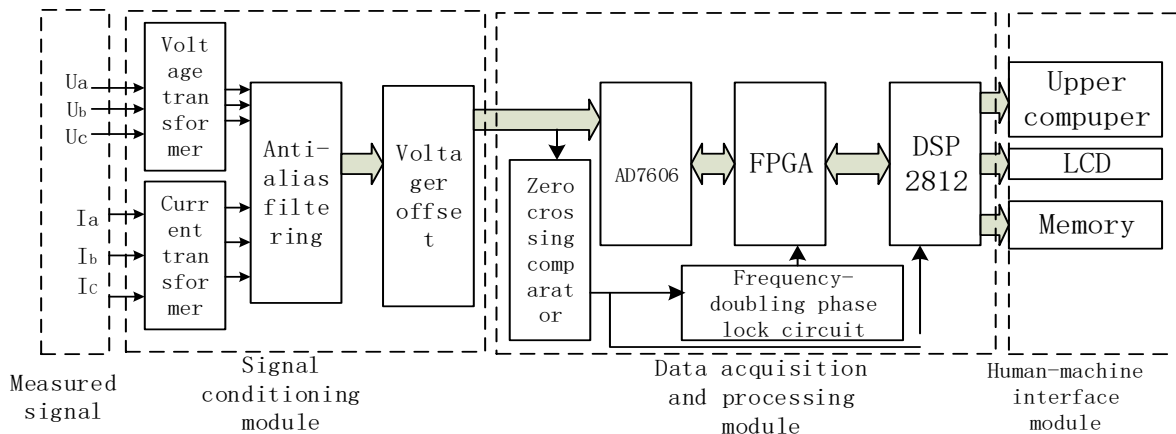 Ua
Ub
Uc
Volt
age tran
sfor
mer
Ia
Ib
Ic
Curr
ent tran
sfor
mer
Anti-
alias
filte
ring
Volta
ger
offse
t
Zero
cros
sing
comp
arat
or
AD7606
FPGA
DSP
2812
Frequency-
doubling phase
lock circuit
Upper
compuper
LCD
Memory
Measured
signal
Signal
conditioning
module
Data acquisition
and processing
module
Human-machine
interface
module